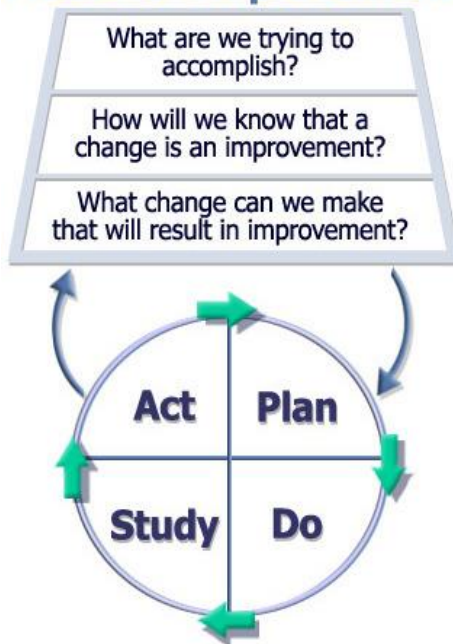 What are we trying to
accomplish?
How will we know that a
change is an improvement?
What change can we make
that will result in improvement?
Act
Plan
Study
Do